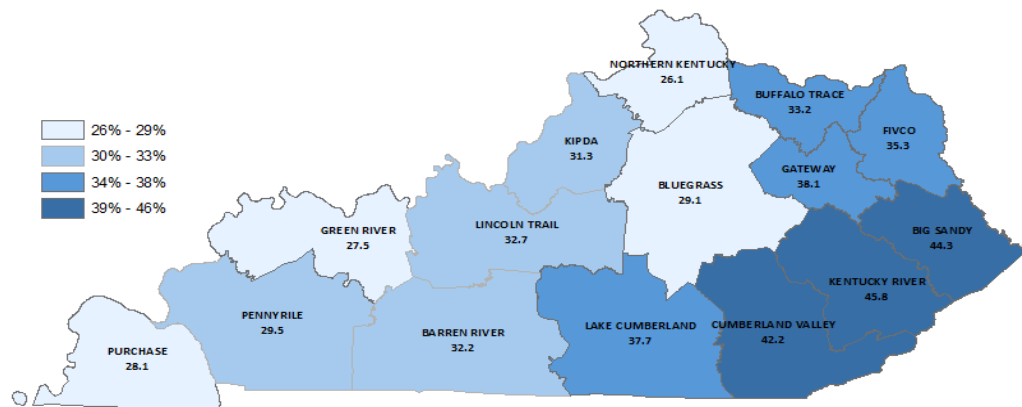 NORTHERN KENTUCKY
26.1
BUFFALO TRACE
33.2
FIVCO
35.3
KIPDA
31.3
GATEWAY
38.1
BLUEGRASS
29.1
26% - 29%
30% - 33%
34% - 38%
39% - 46%
GREEN RIVER
27.5
LINCOLN TRAIL
32.7
BIG SANDY
44.3
KENTUCKY RIVER
45.8
PENNYRILE
29.5
BARREN RIVER
32.2
LAKE CUMBERLAND
37.7
CUMBERLAND VALLEY
42.2
PURCHASE
28.1